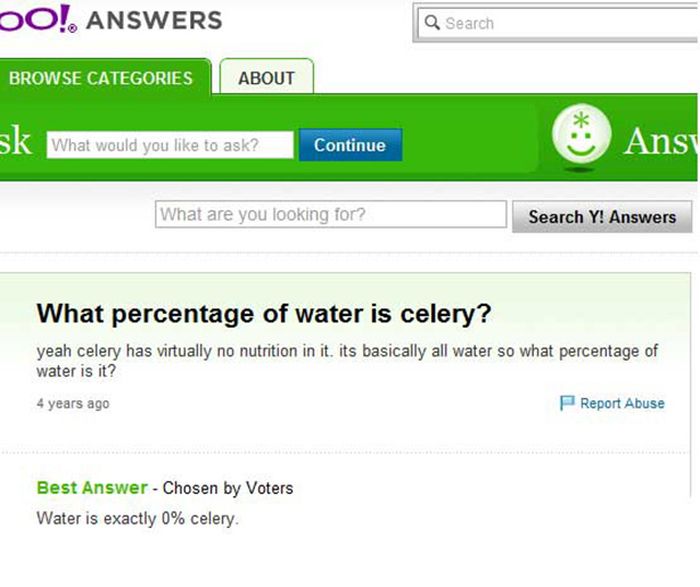 OO!® ANSWERS
Search
BROWSE CATEGORIES
ABOUT
sk
What would you like to ask?
Continue
Answ
What are you looking for?
Search Y! Answers
What percentage of water is celery?
yeah celery has virtually no nutrition in it. its basically all water so what percentage of
water is it?
4 years ago
Report Abuse
Best Answer - Chosen by Voters
Water is exactly 0% celery.